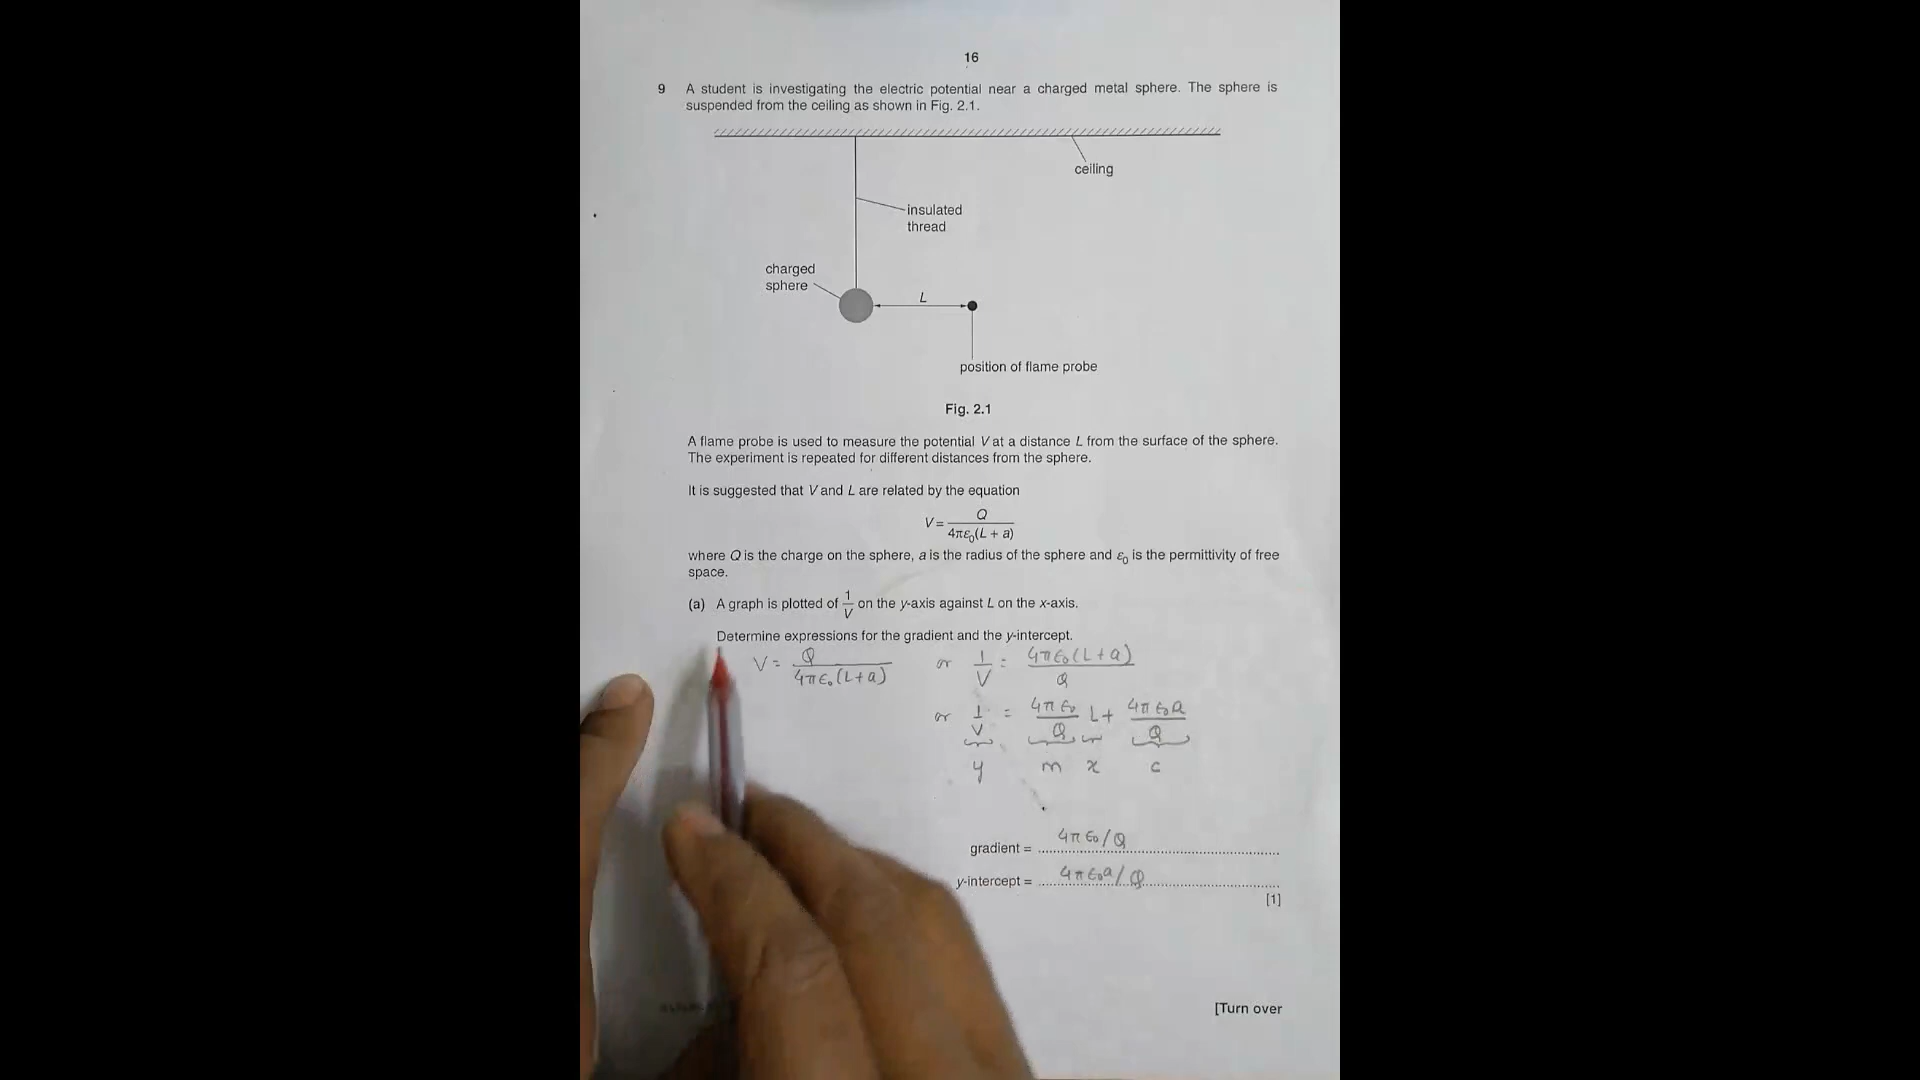 16
9 A student is investigating the electric potential near a charged metal sphere. The sphere is
suspended from the ceiling as shown in Fig. 2.1.
ceiling
insulated
thread
charged
sphere
L
position of flame probe
Fig. 2.1
A flame probe is used to measure the potential V at a distance L from the surface of the sphere.
The experiment is repeated for different distances from the sphere.
It is suggested that V and L are related by the equation
V = Q / 4πε₀(L + a)
where Q is the charge on the sphere, a is the radius of the sphere and ε₀ is the permittivity of free
space.
(a) A graph is plotted of 1/V on the y-axis against L on the x-axis.
Determine expressions for the gradient and the y-intercept.
V = Q / 4πε₀(L+a) or 1/V = 4πε₀(L+a) / Q
or 1/V = 4πε₀/Q L + 4πε₀a/Q
y m x c
gradient = 4πε₀/Q
y-intercept = 4πε₀a/Q
[1]
[Turn over